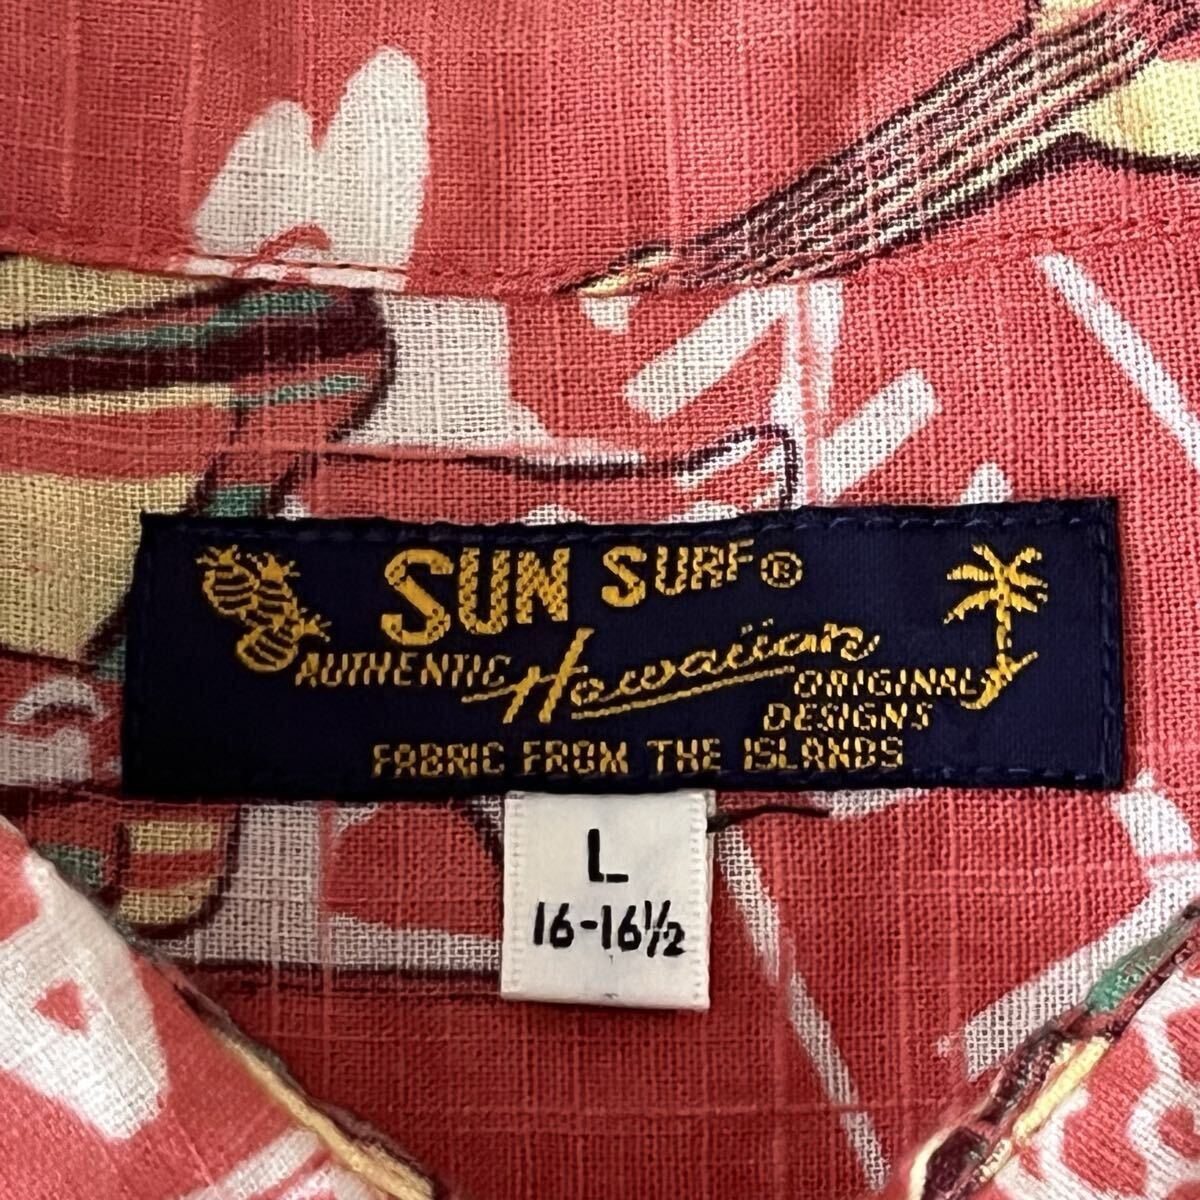 SUN SURF®
AUTHENTIC Hawaiian ORIGINAL
DESIGNS
FABRIC FROM THE ISLANDS
L
16-16½